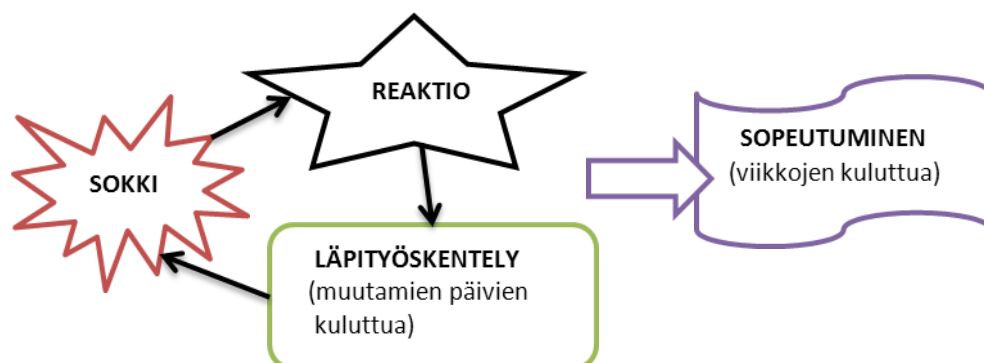 SOKKI
REAKTIO
LÄPITYÖSKENTELY
(muutamien päivien
kuluttua)
SOPEUTUMINEN
(viikkojen kuluttua)